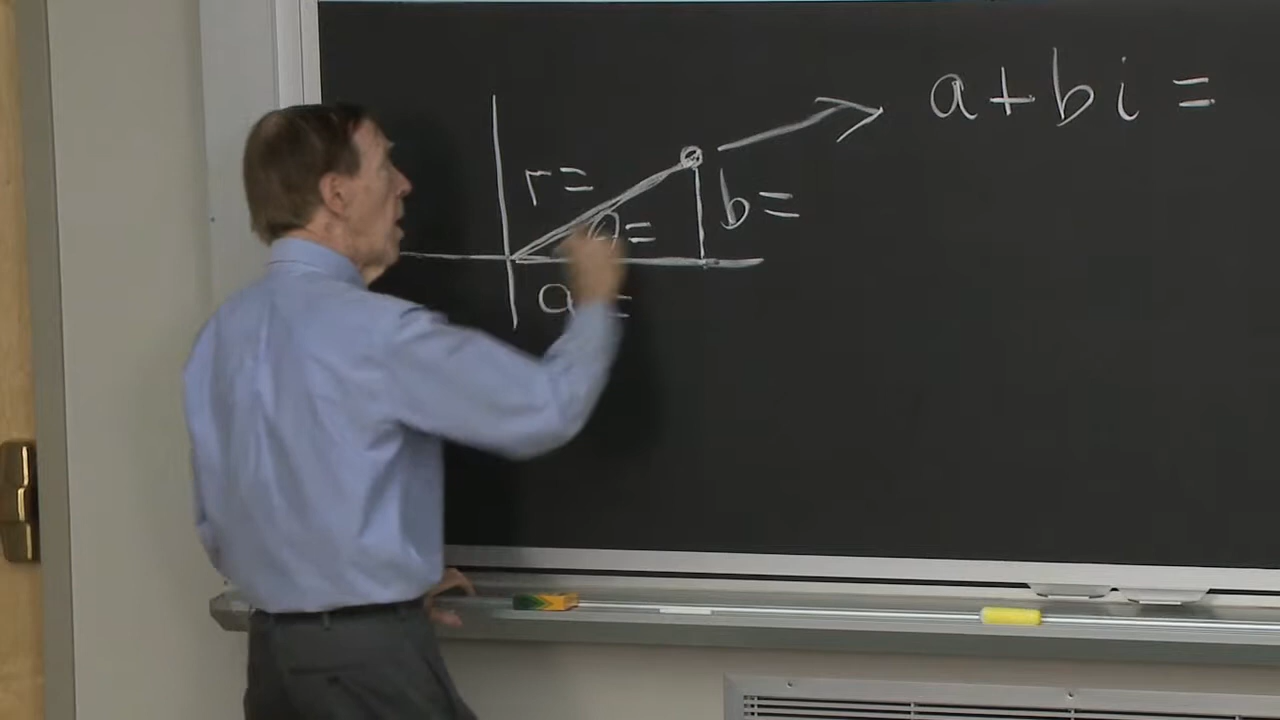 a+bi=
r=
b=
θ=
a =